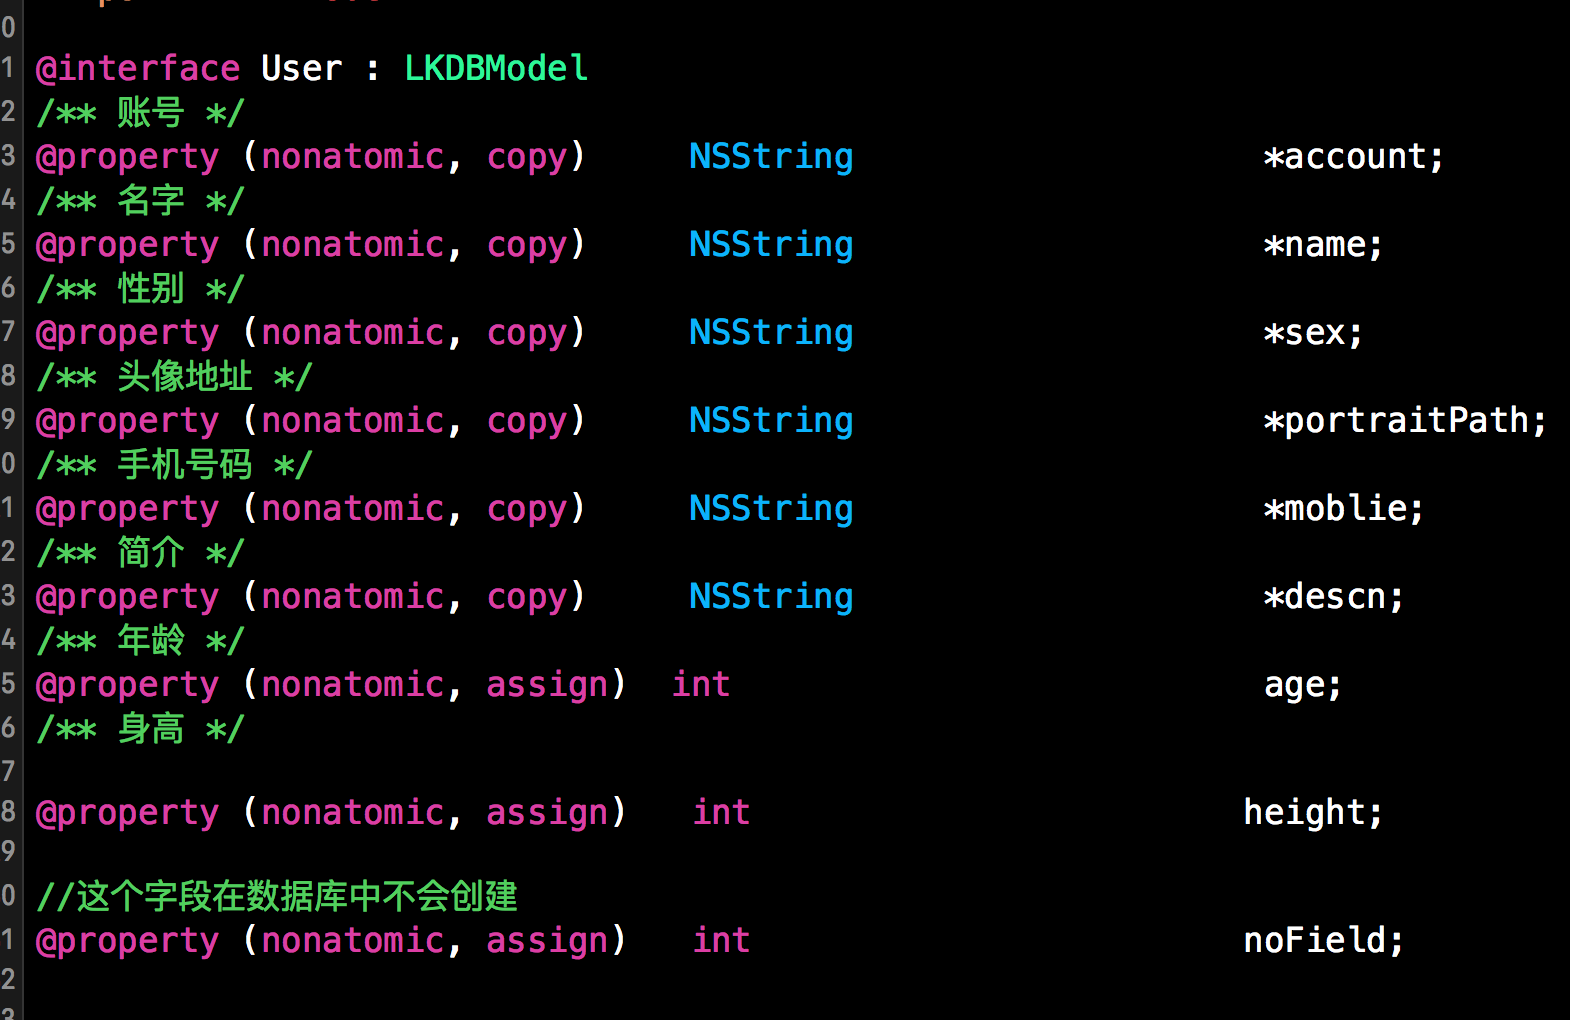 0
1 @interface User : LKDBModel
2 /** 账号 */
3 @property (nonatomic, copy) NSString *account;
4 /** 名字 */
5 @property (nonatomic, copy) NSString *name;
6 /** 性别 */
7 @property (nonatomic, copy) NSString *sex;
8 /** 头像地址 */
9 @property (nonatomic, copy) NSString *portraitPath;
0 /** 手机号码 */
1 @property (nonatomic, copy) NSString *moblie;
2 /** 简介 */
3 @property (nonatomic, copy) NSString *descn;
4 /** 年龄 */
5 @property (nonatomic, assign) int age;
6 /** 身高 */
7
8 @property (nonatomic, assign) int height;
9
0 //这个字段在数据库中不会创建
1 @property (nonatomic, assign) int noField;
2
3